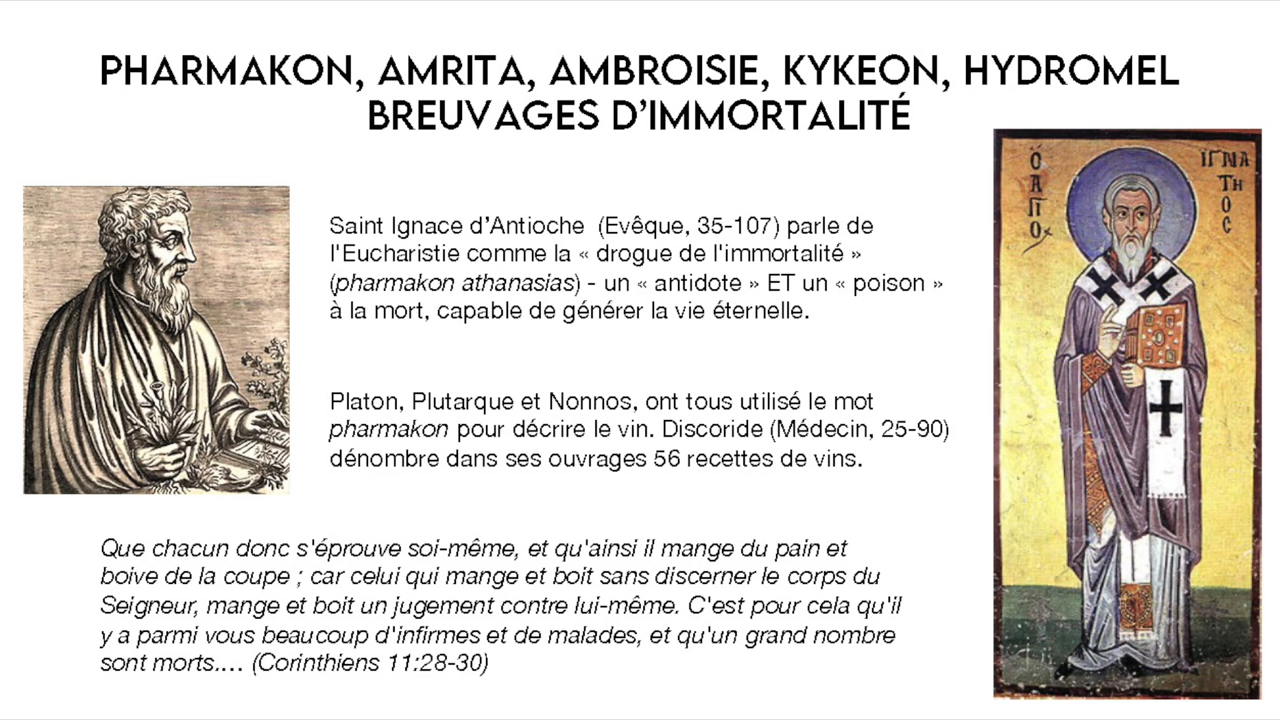 PHARMAKON, AMRITA, AMBROISIE, KYKEON, HYDROMEL
BREUVAGES D'IMMORTALITÉ
Saint Ignace d'Antioche (Evêque, 35-107) parle de
l'Eucharistie comme la « drogue de l'immortalité »
(pharmakon athanasias) - un « antidote » ET un « poison »
à la mort, capable de générer la vie éternelle.
Platon, Plutarque et Nonnos, ont tous utilisé le mot
pharmakon pour décrire le vin. Discoride (Médecin, 25-90)
dénombre dans ses ouvrages 56 recettes de vins.
Que chacun donc s'éprouve soi-même, et qu'ainsi il mange du pain et
boive de la coupe ; car celui qui mange et boit sans discerner le corps du
Seigneur, mange et boit un jugement contre lui-même. C'est pour cela qu'il
y a parmi vous beaucoup d'infirmes et de malades, et qu'un grand nombre
sont morts.... (Corinthiens 11:28-30)
Ὁ
Α
Γ
Ι
Ο
ΙΓΝΑ
ΤΗ
Ο
C